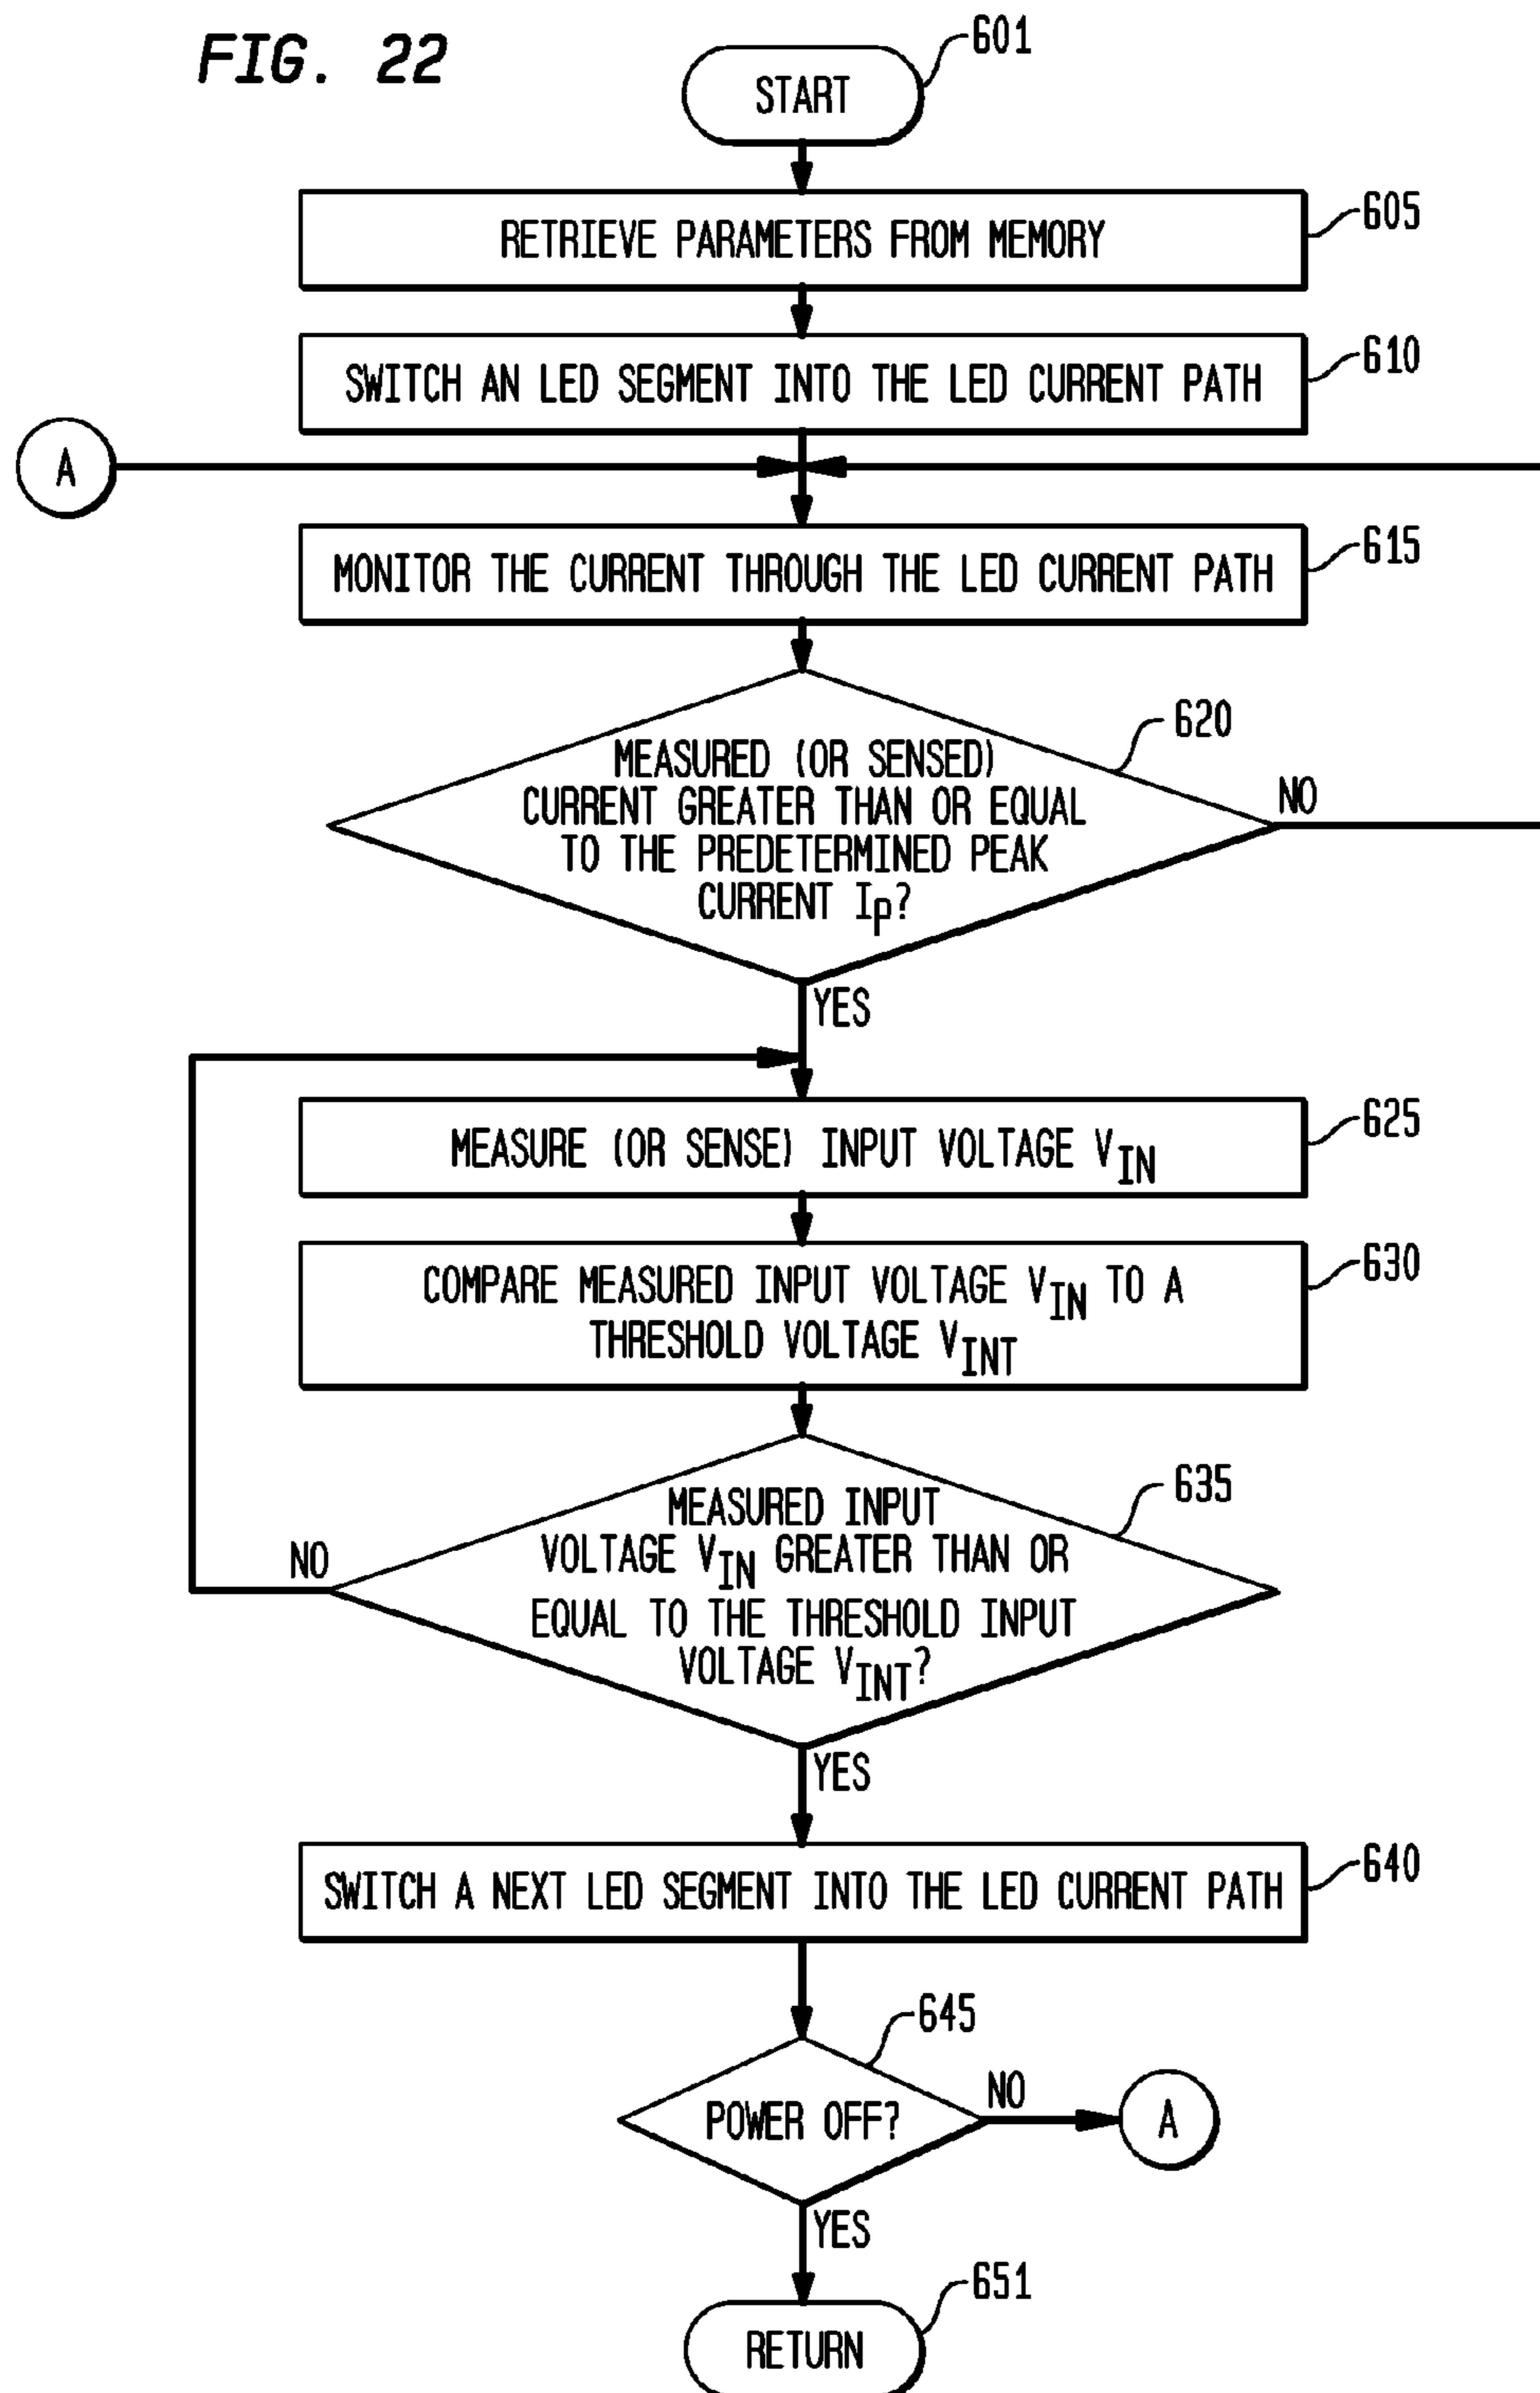 FIG. 22
601
START
605
RETRIEVE PARAMETERS FROM MEMORY
610
SWITCH AN LED SEGMENT INTO THE LED CURRENT PATH
A
615
MONITOR THE CURRENT THROUGH THE LED CURRENT PATH
620
MEASURED (OR SENSED)
CURRENT GREATER THAN OR EQUAL
TO THE PREDETERMINED PEAK
CURRENT Ip?
NO
YES
625
MEASURE (OR SENSE) INPUT VOLTAGE VIN
630
COMPARE MEASURED INPUT VOLTAGE VIN TO A
THRESHOLD VOLTAGE VINT
635
MEASURED INPUT
VOLTAGE VIN GREATER THAN OR
EQUAL TO THE THRESHOLD INPUT
VOLTAGE VINT?
NO
YES
640
SWITCH A NEXT LED SEGMENT INTO THE LED CURRENT PATH
645
POWER OFF?
NO
A
YES
651
RETURN